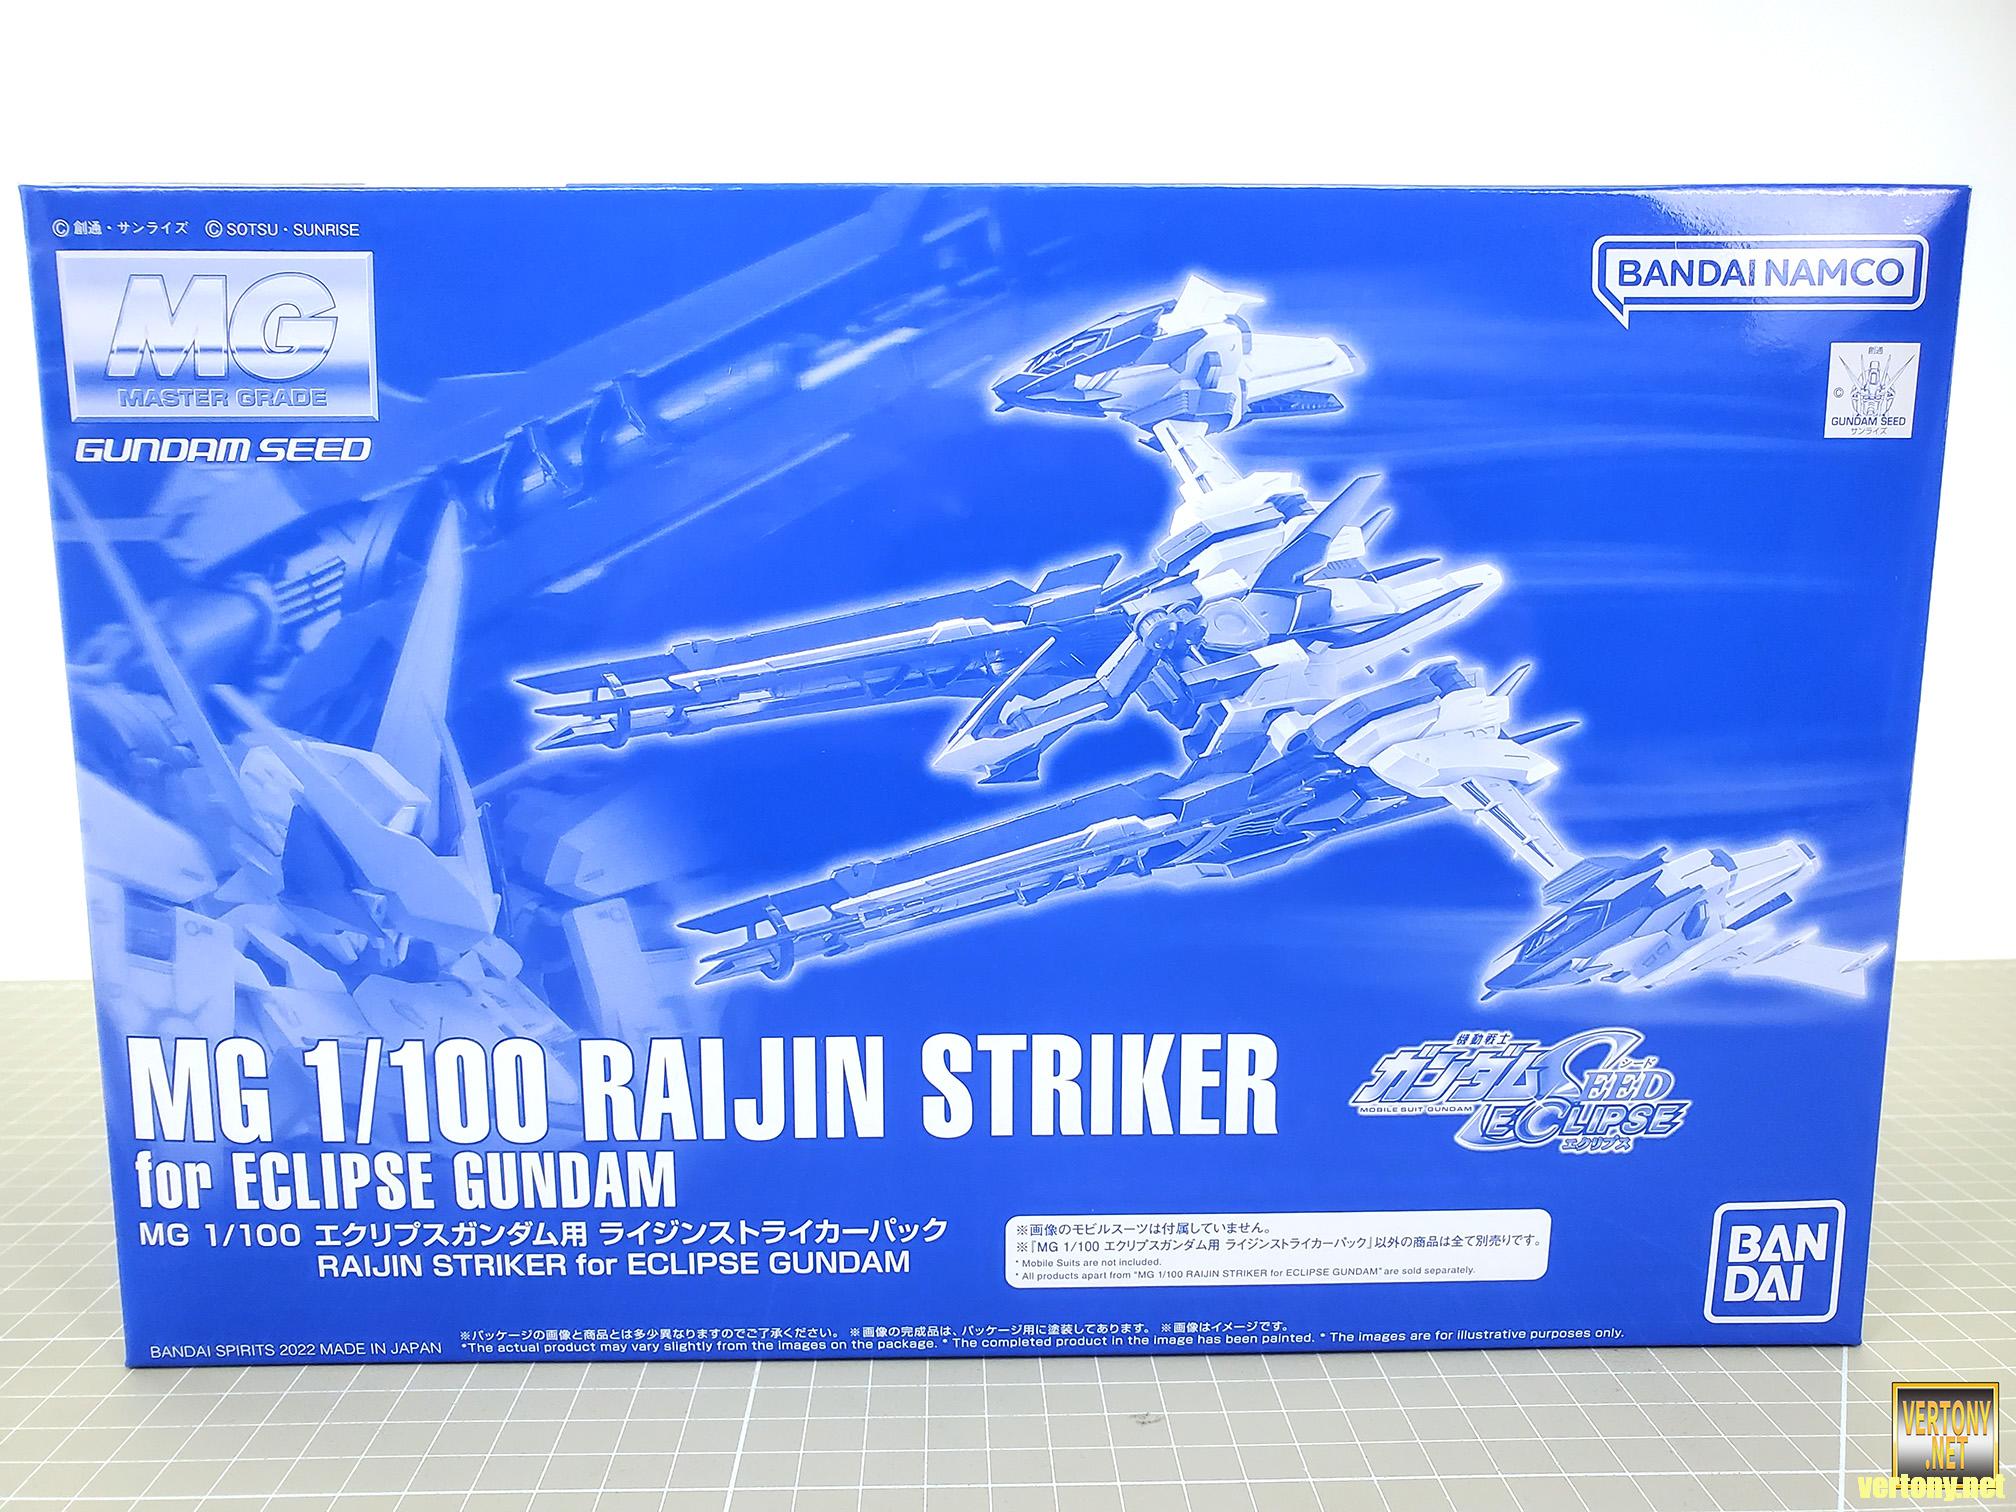 ©創通・サンライズ ©SOTSU・SUNRISE
MG
MASTER GRADE
GUNDAM SEED
BANDAI NAMCO
創通
©
GUNDAM SEED
サンライズ
MG 1/100 RAIJIN STRIKER
for ECLIPSE GUNDAM
MG 1/100 エクリプスガンダム用 ライジンストライカーパック
RAIJIN STRIKER for ECLIPSE GUNDAM
機動戦士
ガンダムSEED
シード
MOBILE SUIT GUNDAM
ECLIPSE
エクリプス
※画像のモビルスーツは付属していません。
※『MG 1/100 エクリプスガンダム用 ライジンストライカーパック』以外の商品は全て別売りです。
* Mobile Suits are not included.
* All products apart from "MG 1/100 RAIJIN STRIKER for ECLIPSE GUNDAM" are sold separately.
BAN
DAI
BANDAI SPIRITS 2022 MADE IN JAPAN
※パッケージの画像と商品とは多少異なりますのでご了承ください。 ※画像の完成品は、パッケージ用に塗装してあります。 ※画像はイメージです。
*The actual product may vary slightly from the images on the package. * The completed product in the image has been painted. * The images are for illustrative purposes only.
VERTONY
.NET
vertony.net